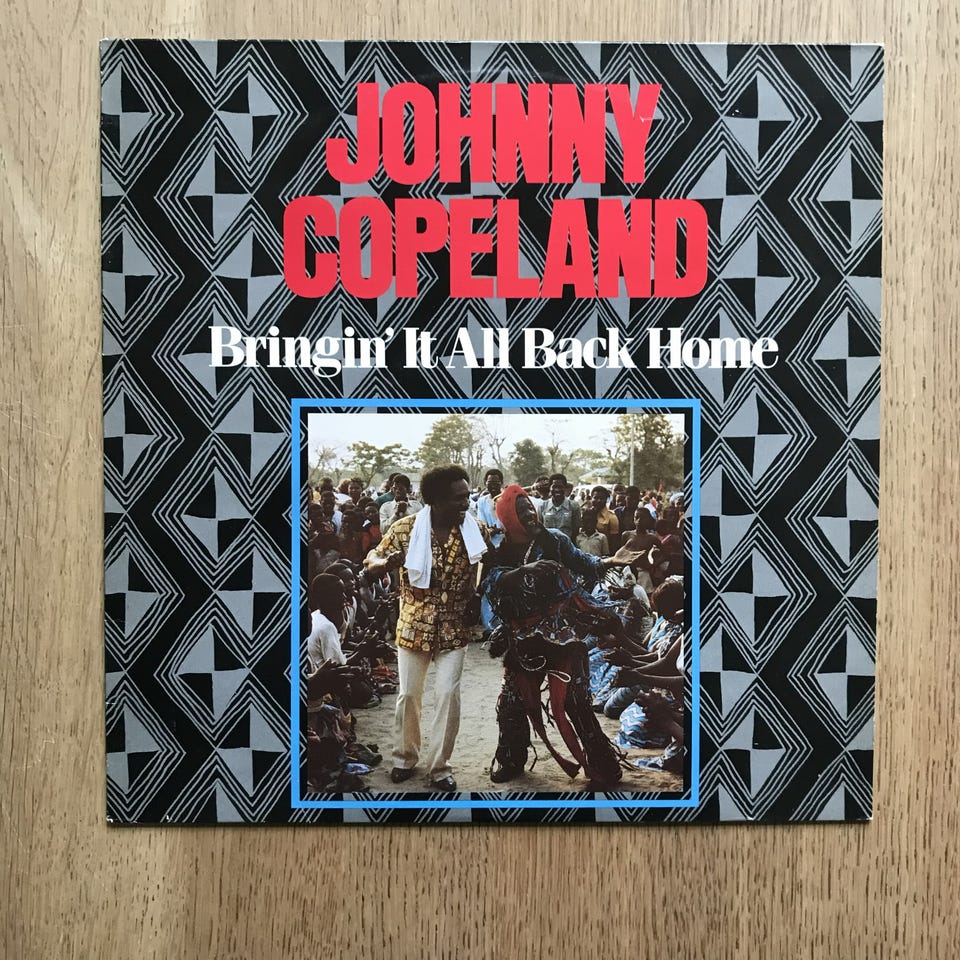 JOHNNY
COPELAND
Bringin' It All Back Home